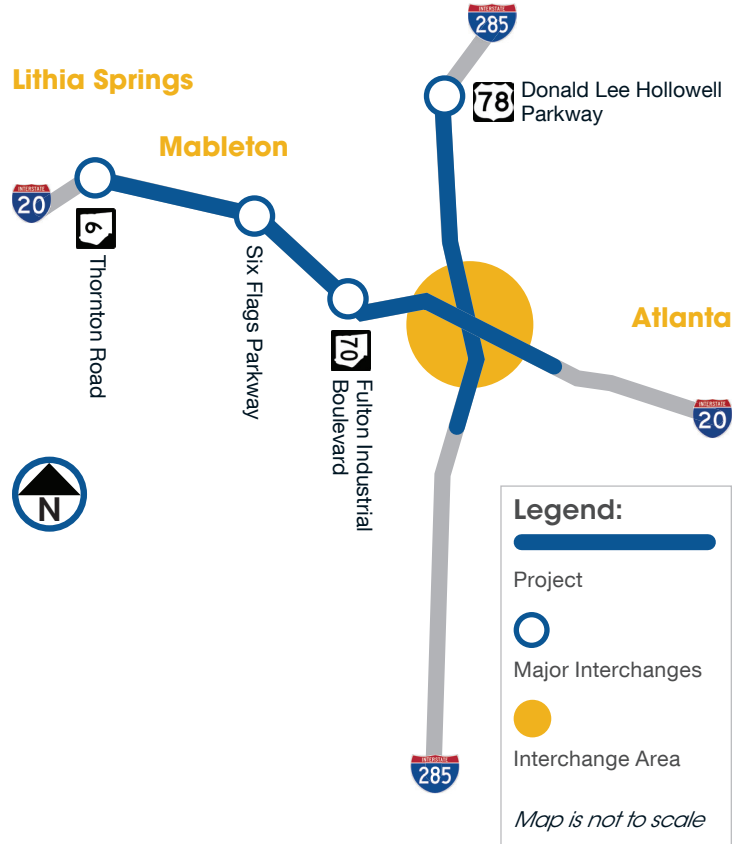 INTERSTATE
285
Lithia Springs
78
Donald Lee Hollowell
Parkway
Mableton
INTERSTATE
20
6
Thornton Road
Six Flags Parkway
70
Fulton Industrial
Boulevard
Atlanta
INTERSTATE
20
N
INTERSTATE
285
Legend:
Project
Major Interchanges
Interchange Area
Map is not to scale